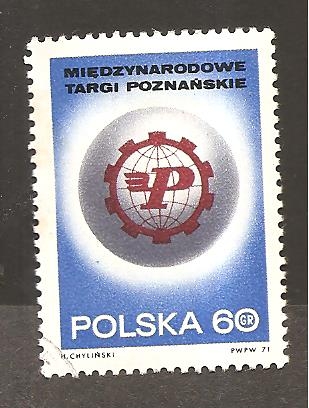 MIĘDZYNARODOWE
TARGI POZNAŃSKIE
P
POLSKA 60 GR
H. CHYLIŃSKI PWPW 71